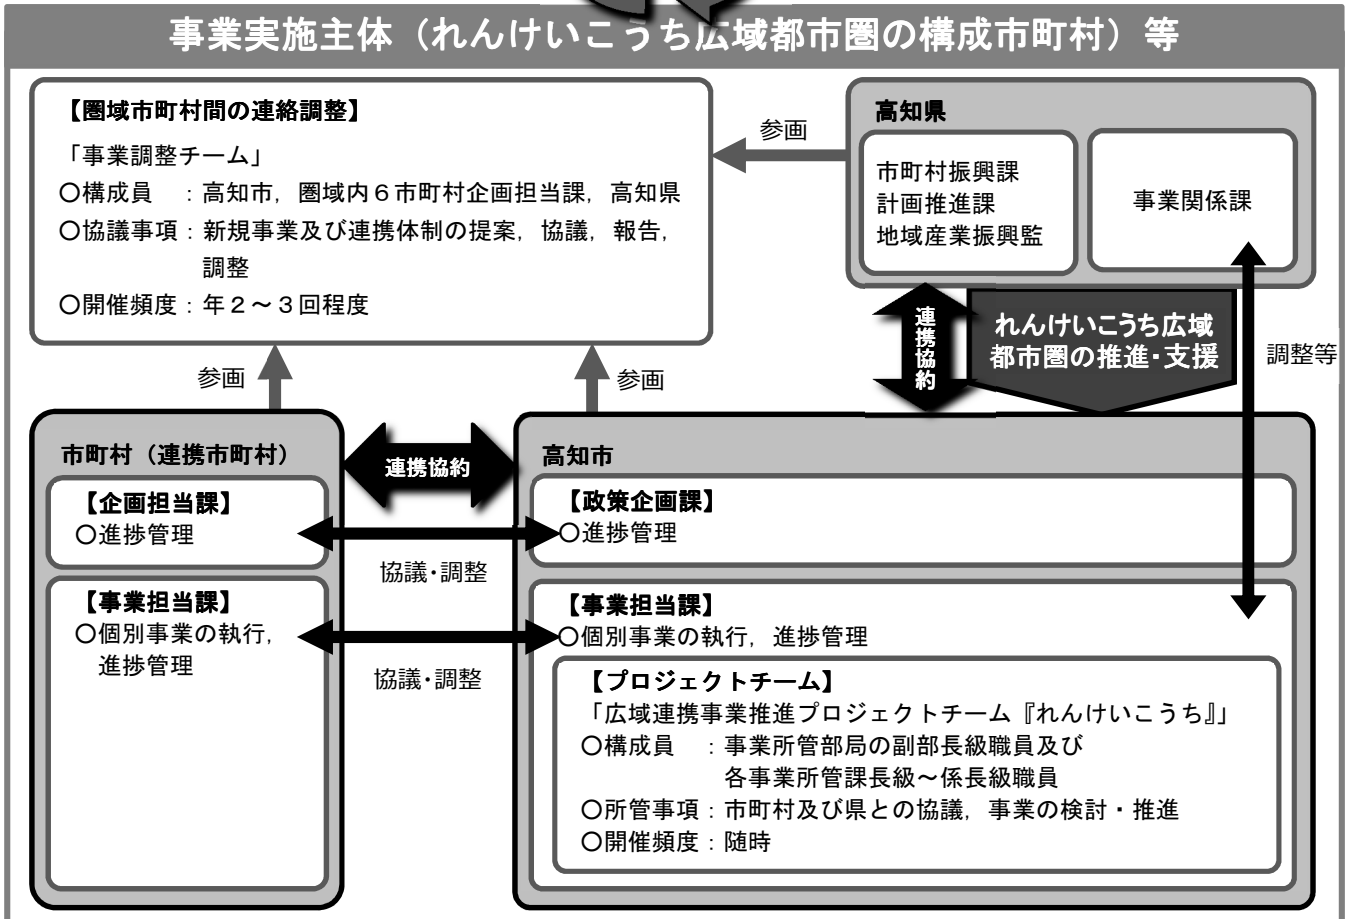 事業実施主体（れんけいこうち広域都市圏の構成市町村）等
【圏域市町村間の連絡調整】
「事業調整チーム」
○構成員　：高知市，圏域内６市町村企画担当課，高知県
○協議事項：新規事業及び連携体制の提案，協議，報告，
調整
○開催頻度：年２～３回程度
参画
高知県
市町村振興課
計画推進課
地域産業振興監
事業関係課
連携協約
れんけいこうち広域
都市圏の推進・支援
調整等
参画
参画
市町村（連携市町村）
【企画担当課】
○進捗管理
【事業担当課】
○個別事業の執行，
進捗管理
連携協約
協議・調整
協議・調整
高知市
【政策企画課】
○進捗管理
【事業担当課】
○個別事業の執行，進捗管理
【プロジェクトチーム】
「広域連携事業推進プロジェクトチーム『れんけいこうち』」
○構成員　：事業所管部局の副部長級職員及び
各事業所管課長級～係長級職員
○所管事項：市町村及び県との協議，事業の検討・推進
○開催頻度：随時